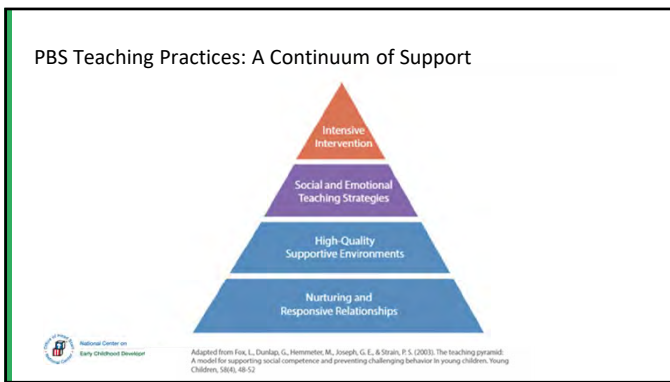 PBS Teaching Practices: A Continuum of Support
Intensive
Intervention
Social and Emotional
Teaching Strategies
High-Quality
Supportive Environments
Nurturing and
Responsive Relationships
National Center on
Early Childhood Developr
Adapted from Fox, L., Dunlap, G., Hemmeter, M., Joseph, G. E., & Strain, P. S. (2003). The teaching pyramid:
A model for supporting social competence and preventing challenging behavior in young children. Young
Children, 58(4), 48-52